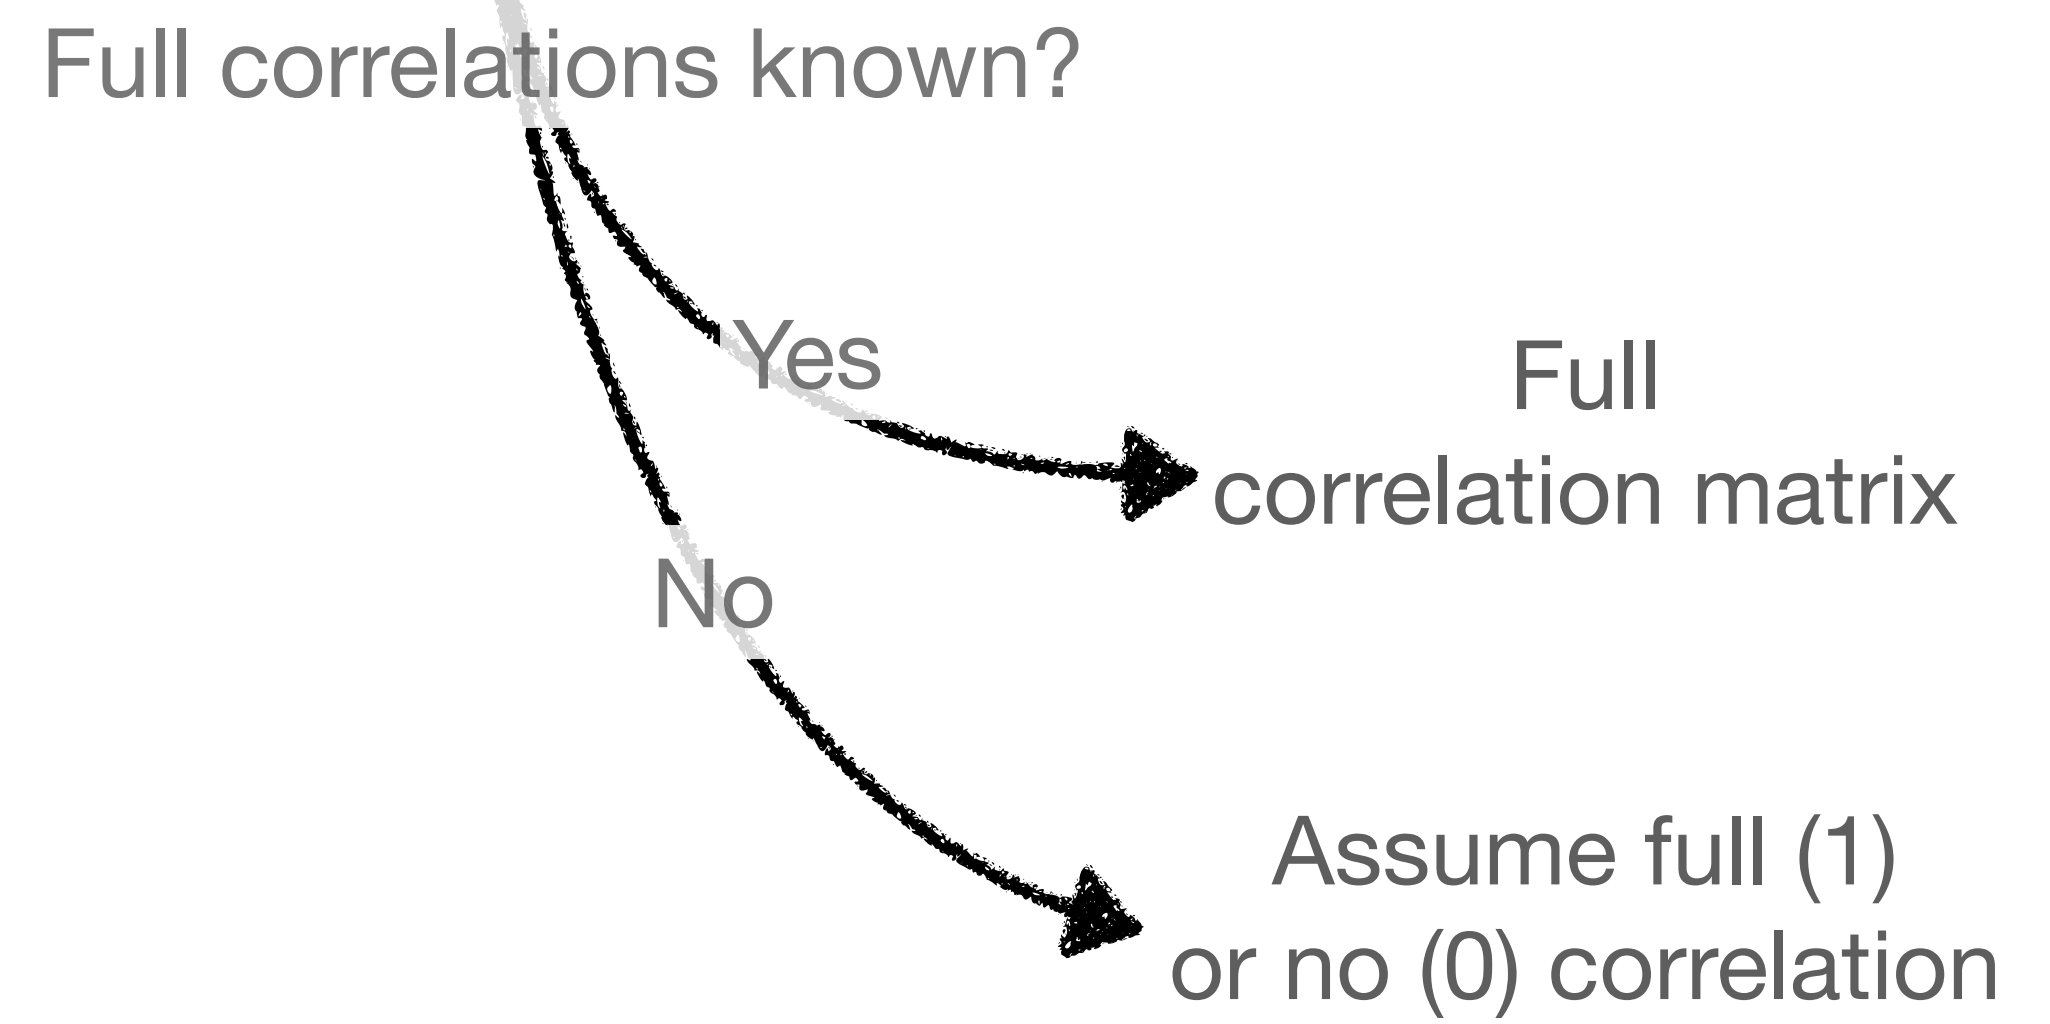 Full correlations known?
Yes
Full
correlation matrix
No
Assume full (1)
or no (0) correlation